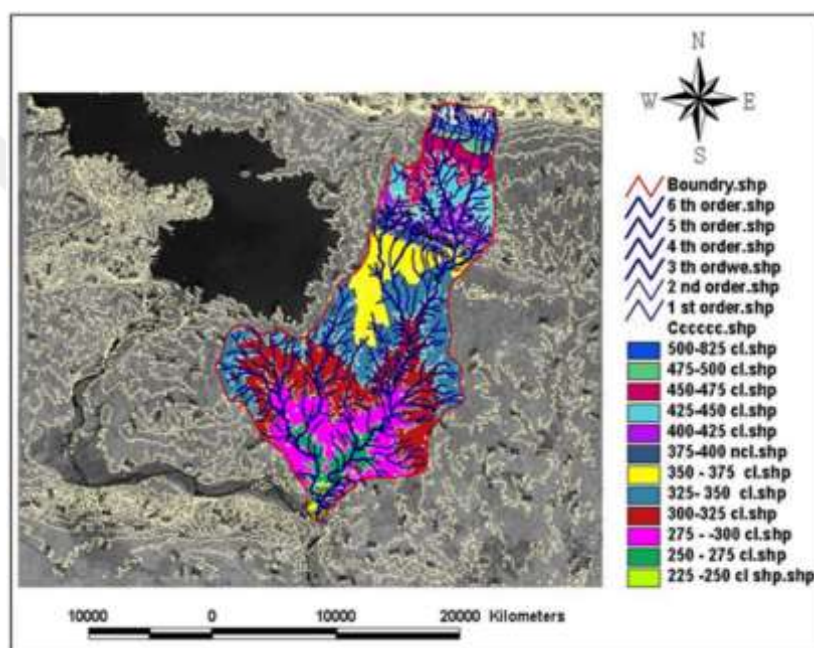 N
W E
S
Boundry.shp
6 th order.shp
5 th order.shp
4 th order.shp
3 th ordwe.shp
2 nd order.shp
1 st order.shp
Cccccc.shp
500-825 cl.shp
475-500 cl.shp
450-475 cl.shp
425-450 cl.shp
400-425 cl.shp
375-400 ncl.shp
350 - 375 cl.shp
325- 350 cl.shp
300-325 cl.shp
275 - -300 cl.shp
250 - 275 cl.shp
225 -250 cl shp.shp
10000 0 10000 20000 Kilometers